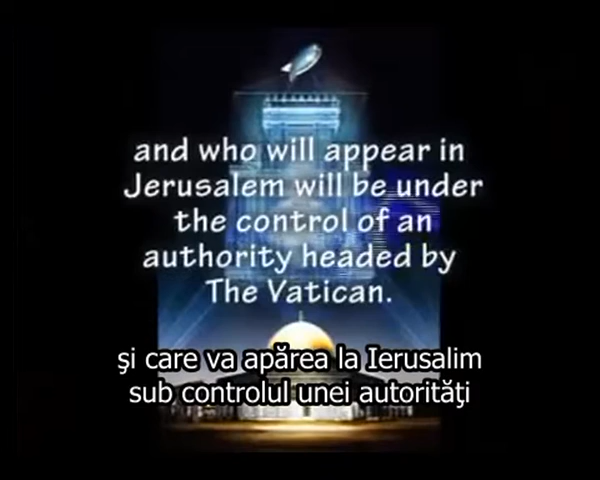 and who will appear in
Jerusalem will be under
the control of an
authority headed by
The Vatican.
şi care va apărea la Ierusalim
sub controlul unei autorităţi